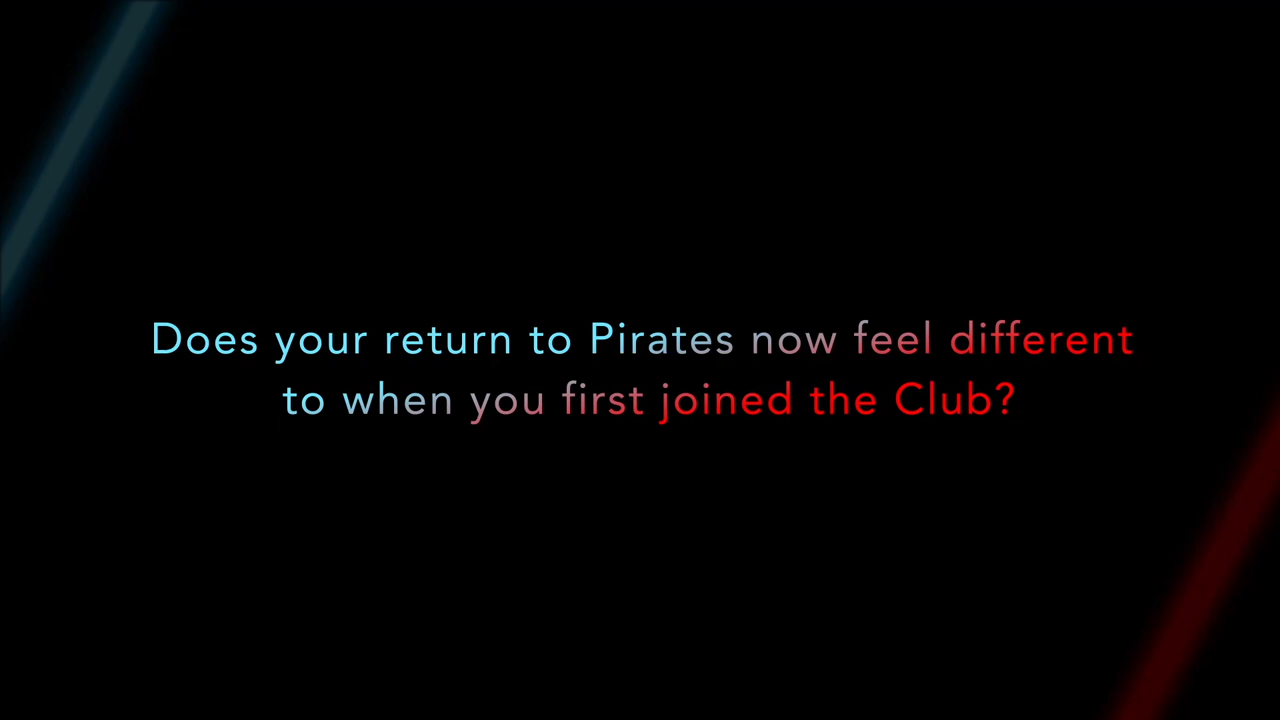 Does your return to Pirates now feel different
to when you first joined the Club?